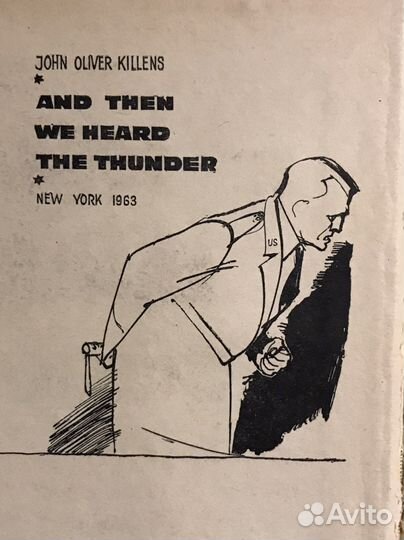 JOHN OLIVER KILLENS
*
AND THEN
WE HEARD
THE THUNDER
*
NEW YORK 1963
US
Avito